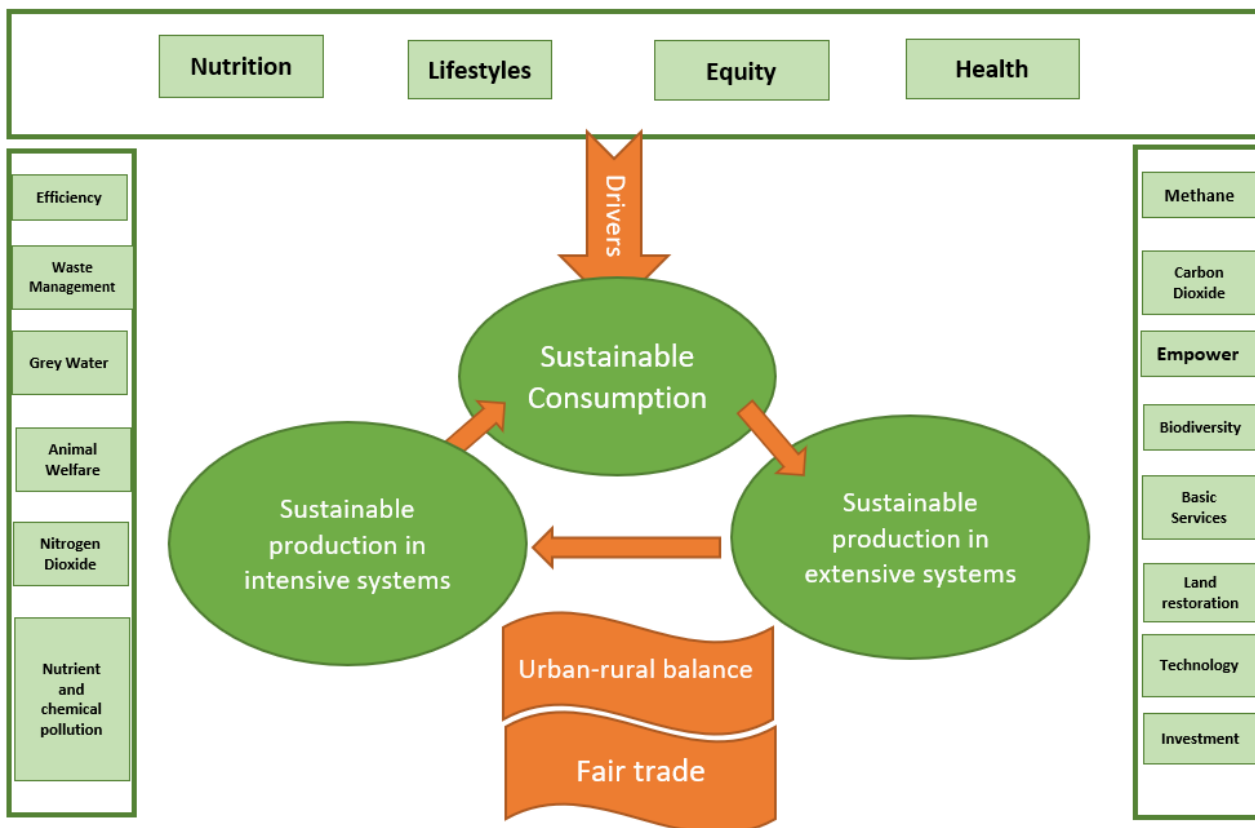 Nutrition
Lifestyles
Equity
Health
Drivers
Efficiency
Waste
Management
Grey Water
Animal
Welfare
Nitrogen
Dioxide
Nutrient
and
chemical
pollution
Sustainable
Consumption
Sustainable
production in
intensive systems
Sustainable
production in
extensive systems
Urban-rural balance
Fair trade
Methane
Carbon
Dioxide
Empower
Biodiversity
Basic
Services
Land
restoration
Technology
Investment